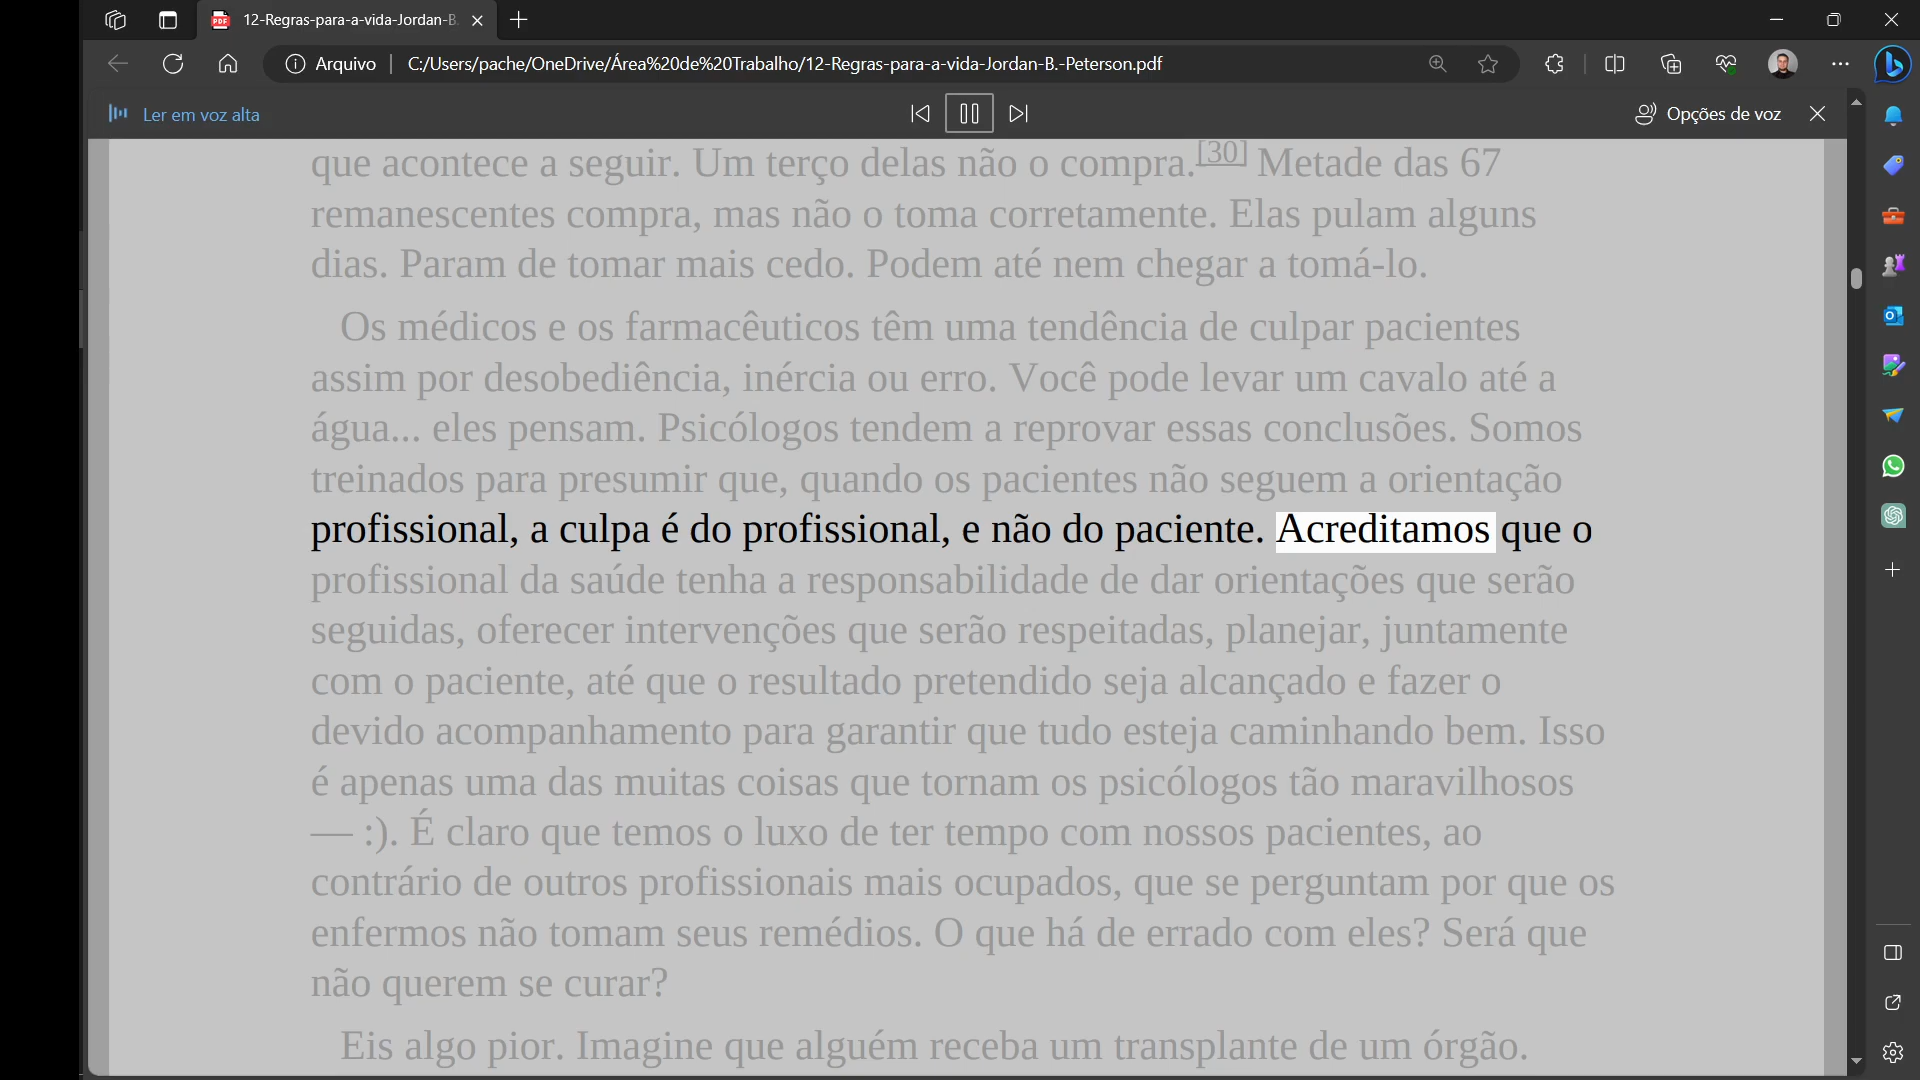 12-Regras-para-a-vida-Jordan-B.
Arquivo
C:/Users/pache/OneDrive/Área%20de%20Trabalho/12-Regras-para-a-vida-Jordan-B.-Peterson.pdf
Ler em voz alta
Opções de voz
que acontece a seguir. Um terço delas não o compra.[30] Metade das 67
remanescentes compra, mas não o toma corretamente. Elas pulam alguns
dias. Param de tomar mais cedo. Podem até nem chegar a tomá-lo.
Os médicos e os farmacêuticos têm uma tendência de culpar pacientes
assim por desobediência, inércia ou erro. Você pode levar um cavalo até a
água... eles pensam. Psicólogos tendem a reprovar essas conclusões. Somos
treinados para presumir que, quando os pacientes não seguem a orientação
profissional, a culpa é do profissional, e não do paciente. Acreditamos que o
profissional da saúde tenha a responsabilidade de dar orientações que serão
seguidas, oferecer intervenções que serão respeitadas, planejar, juntamente
com o paciente, até que o resultado pretendido seja alcançado e fazer o
devido acompanhamento para garantir que tudo esteja caminhando bem. Isso
é apenas uma das muitas coisas que tornam os psicólogos tão maravilhosos
— :). É claro que temos o luxo de ter tempo com nossos pacientes, ao
contrário de outros profissionais mais ocupados, que se perguntam por que os
enfermos não tomam seus remédios. O que há de errado com eles? Será que
não querem se curar?
Eis algo pior. Imagine que alguém receba um transplante de um órgão.